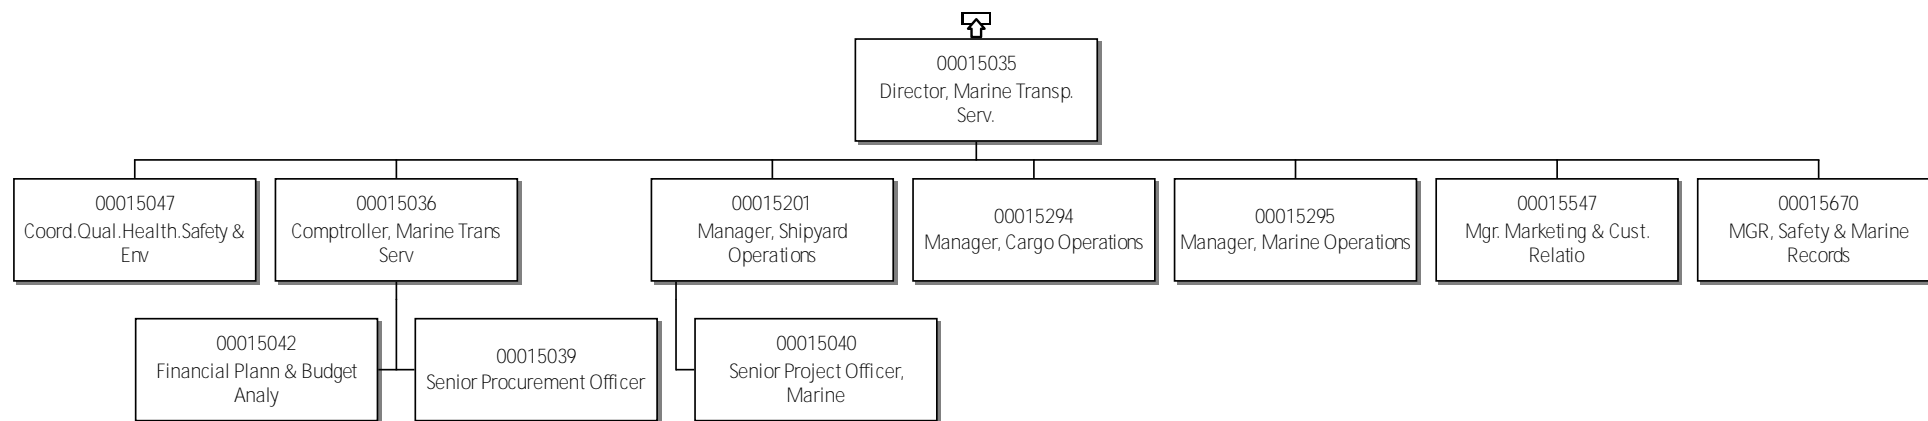 00015035
Director, Marine Transp.
Serv.
00015047
Coord.Qual.Health.Safety &
Env
00015036
Comptroller, Marine Trans
Serv
00015201
Manager, Shipyard
Operations
00015294
Manager, Cargo Operations
00015295
Manager, Marine Operations
00015547
Mgr. Marketing & Cust.
Relatio
00015670
MGR, Safety & Marine
Records
00015042
Financial Plann & Budget
Analy
00015039
Senior Procurement Officer
00015040
Senior Project Officer,
Marine